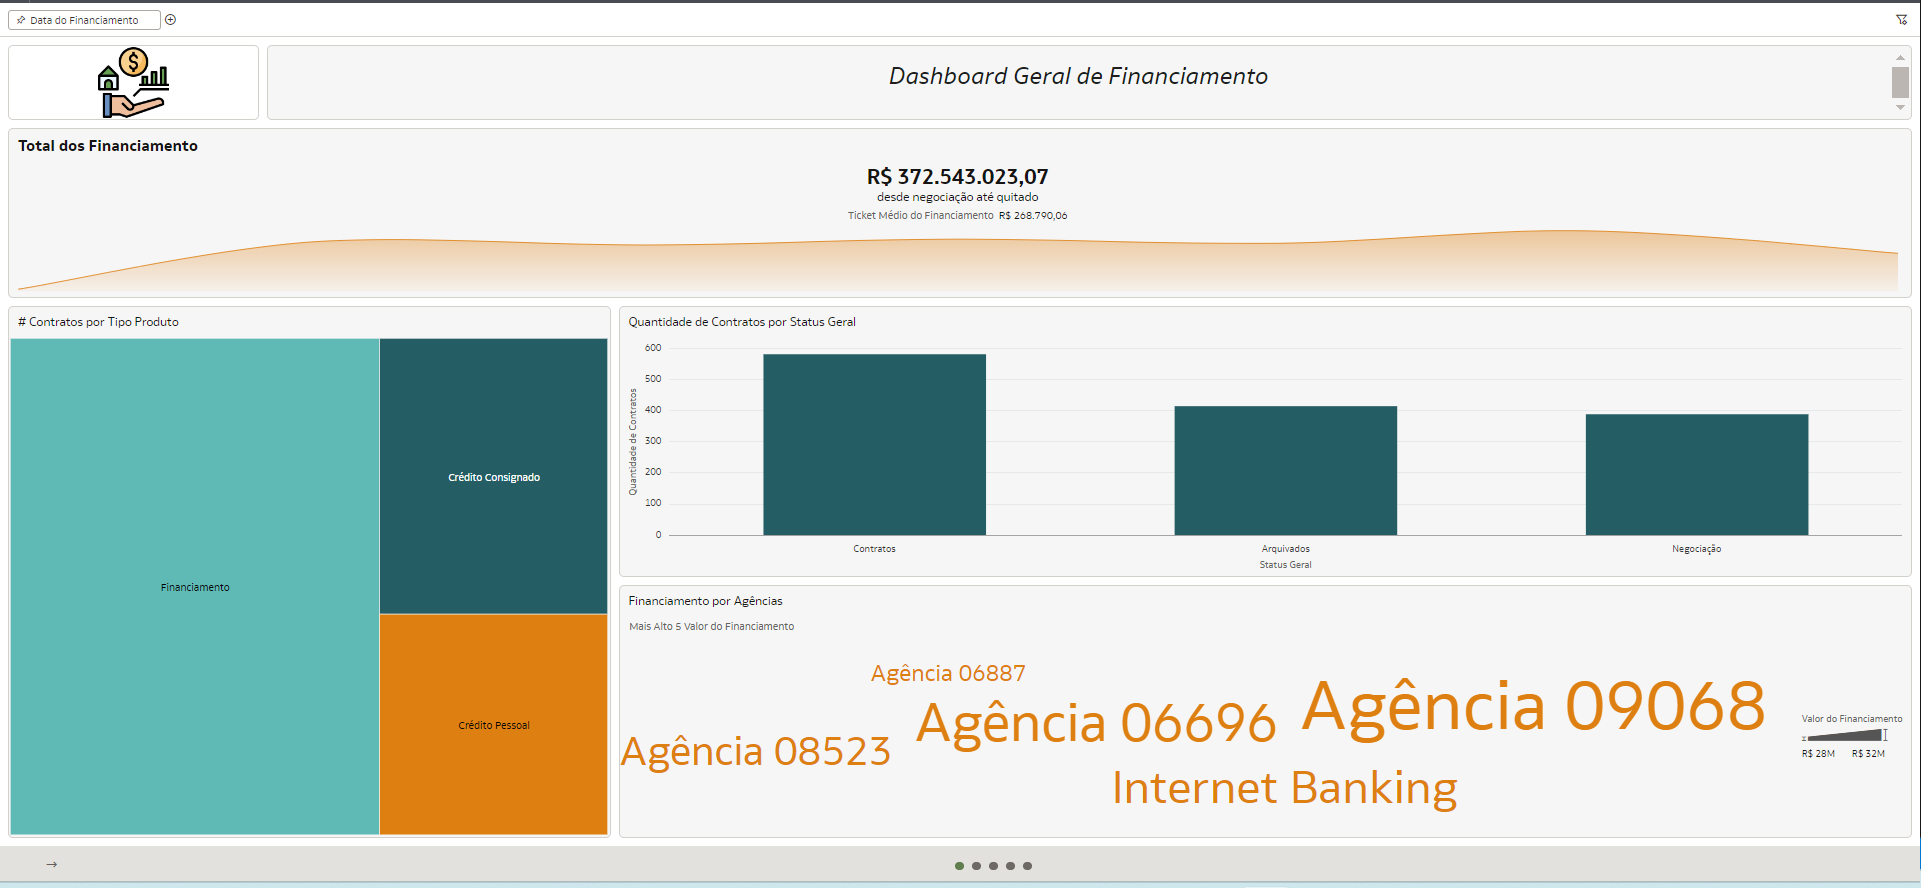 Data do Financiamento
$
Dashboard Geral de Financiamento
Total dos Financiamento
R$ 372.543.023,07
desde negociação até quitado
Ticket Médio do Financiamento R$ 268.790,06
# Contratos por Tipo Produto
Financiamento
Crédito Consignado
Crédito Pessoal
Quantidade de Contratos por Status Geral
Quantidade de Contratos
600
500
400
300
200
100
0
Contratos
Arquivados
Negociação
Status Geral
Financiamento por Agências
Mais Alto 5 Valor do Financiamento
Agência 06887
Agência 08523
Agência 06696
Agência 09068
Internet Banking
Valor do Financiamento
R$ 28M R$ 32M